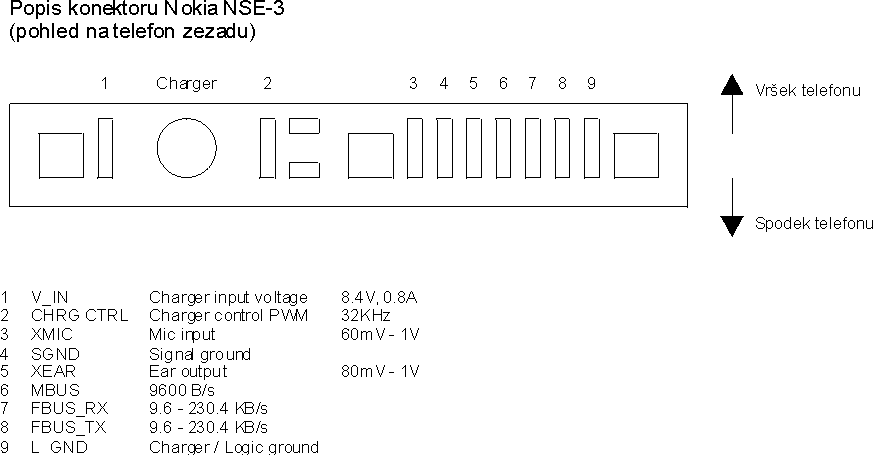 Popis konektoru Nokia NSE-3
(pohled na telefon zezadu)
1 Charger 2 3 4 5 6 7 8 9
Vršek telefonu
Spodek telefonu
1 V_IN Charger input voltage 8.4V, 0.8A
2 CHRG CTRL Charger control PWM 32KHz
3 XMIC Mic input 60mV - 1V
4 SGND Signal ground
5 XEAR Ear output 80mV - 1V
6 MBUS 9600 B/s
7 FBUS_RX 9.6 - 230.4 KB/s
8 FBUS_TX 9.6 - 230.4 KB/s
9 L_GND Charger / Logic ground